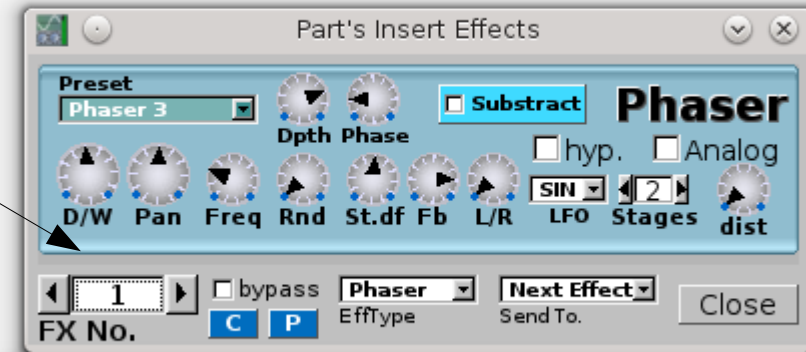 Part's Insert Effects
Preset
Phaser 3
Dpth Phase
Substract
Phaser
hyp. Analog
D/W Pan Freq Rnd St.df Fb L/R
SIN
LFO
2
Stages
dist
1
FX No.
bypass
C P
Phaser
EffType
Next Effect
Send To.
Close